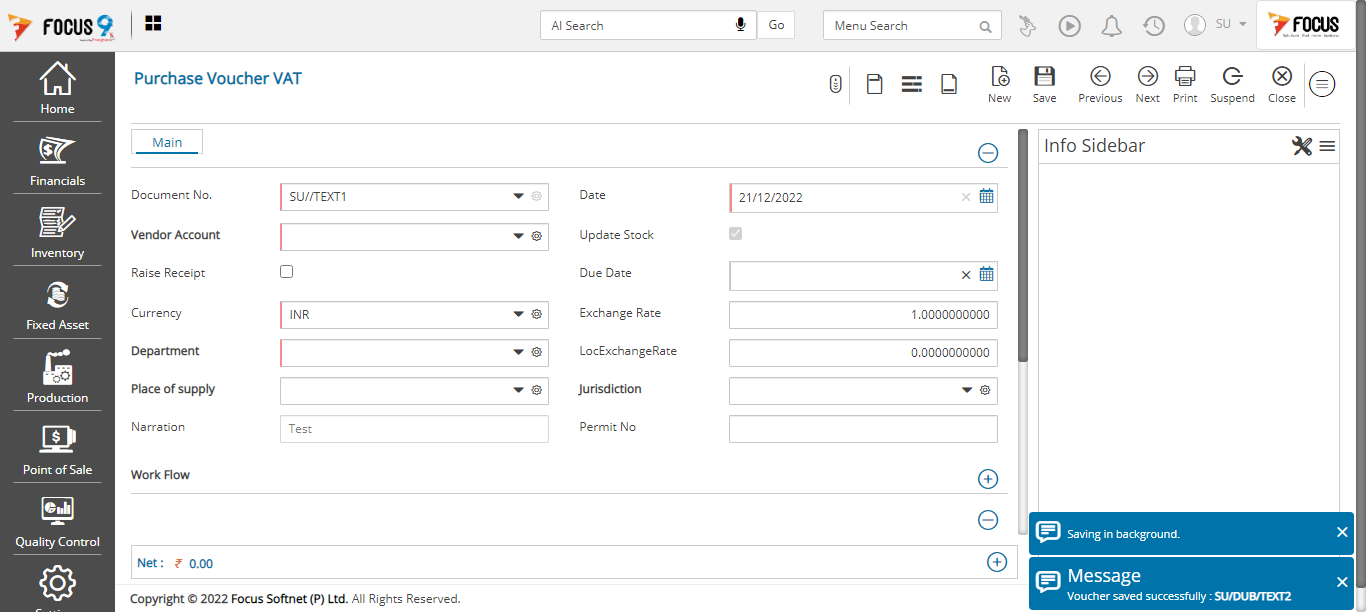 FOCUS 9
AI Search
Go
Menu Search
SU
FOCUS
Home
Financials
Inventory
Fixed Asset
Production
Point of Sale
Quality Control
Purchase Voucher VAT
New
Save
Previous
Next
Print
Suspend
Close
Main
Info Sidebar
Document No.
SU//TEXT1
Date
21/12/2022
Vendor Account
Update Stock
Raise Receipt
Due Date
Currency
INR
Exchange Rate
1.0000000000
Department
LocExchangeRate
0.0000000000
Place of supply
Jurisdiction
Narration
Test
Permit No
Work Flow
Net : ₹ 0.00
Saving in background.
Message
Voucher saved successfully : SU/DUB/TEXT2
Copyright © 2022 Focus Softnet (P) Ltd. All Rights Reserved.